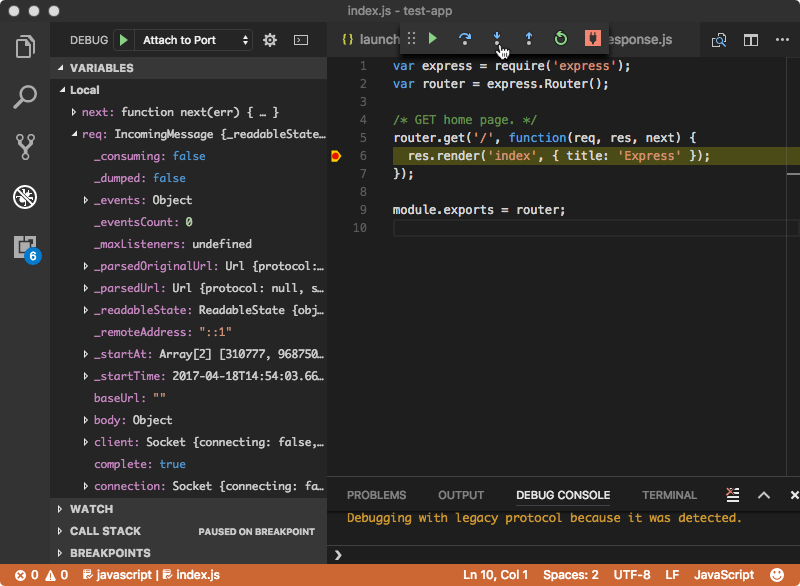 index.js - test-app
DEBUG Attach to Port
{} launch esponse.js
VARIABLES
Local
next: function next(err) { … }
req: IncomingMessage {_readableState…
_consuming: false
_dumped: false
_events: Object
_eventsCount: 0
_maxListeners: undefined
_parsedOriginalUrl: Url {protocol:…
_parsedUrl: Url {protocol: null, s…
_readableState: ReadableState {obj…
_remoteAddress: "::1"
_startAt: Array[2] [310777, 968750…
_startTime: 2017-04-18T14:54:03.66…
baseUrl: ""
body: Object
client: Socket {connecting: false,…
complete: true
connection: Socket {connecting: fa…
WATCH
CALL STACK PAUSED ON BREAKPOINT
BREAKPOINTS
6
1 var express = require('express');
2 var router = express.Router();
3
4 /* GET home page. */
5 router.get('/', function(req, res, next) {
6 res.render('index', { title: 'Express' });
7 });
8
9 module.exports = router;
10
PROBLEMS OUTPUT DEBUG CONSOLE TERMINAL
Debugging with legacy protocol because it was detected.
0 0 javascript | index.js Ln 10, Col 1 Spaces: 2 UTF-8 LF JavaScript